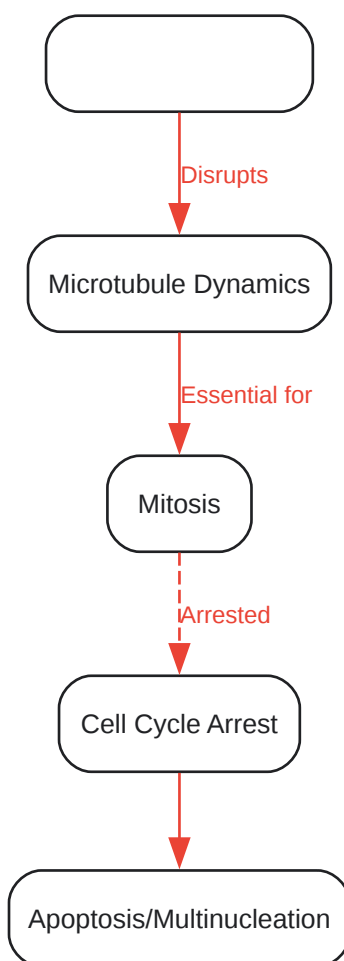 Disrupts
Microtubule Dynamics
Essential for
Mitosis
Arrested
Cell Cycle Arrest
Apoptosis/Multinucleation